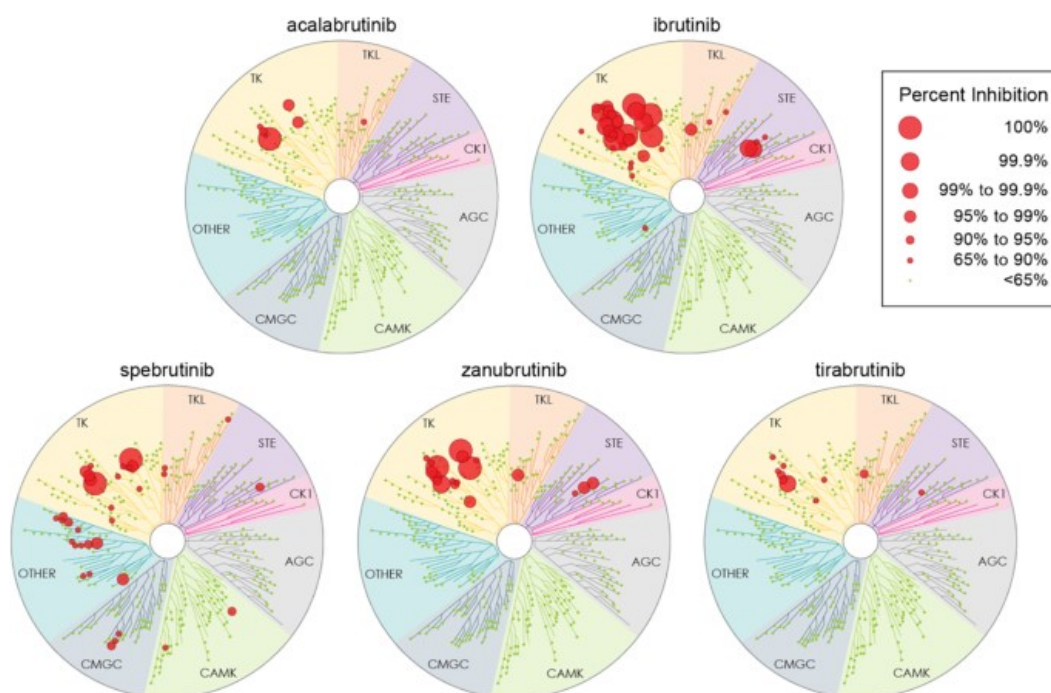 acalabrutinib
TK
TKL
STE
CK1
AGC
CAMK
CMGC
OTHER
ibrutinib
TK
TKL
STE
CK1
AGC
CAMK
CMGC
OTHER
Percent Inhibition
100%
99.9%
99% to 99.9%
95% to 99%
90% to 95%
65% to 90%
<65%
spebrutinib
TK
TKL
STE
CK1
AGC
CAMK
CMGC
OTHER
zanubrutinib
TK
TKL
STE
CK1
AGC
CAMK
CMGC
OTHER
tirabrutinib
TK
TKL
STE
CK1
AGC
CAMK
CMGC
OTHER